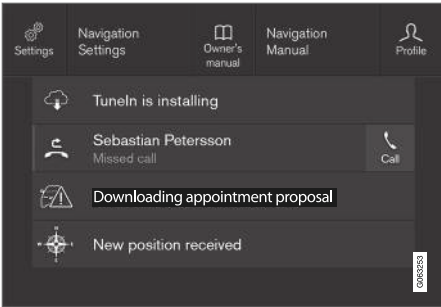 Settings
Navigation
Settings
Owner's
manual
Navigation
Manual
Profile
TuneIn is installing
Sebastian Petersson
Missed call
Call
Downloading appointment proposal
New position received
G063253